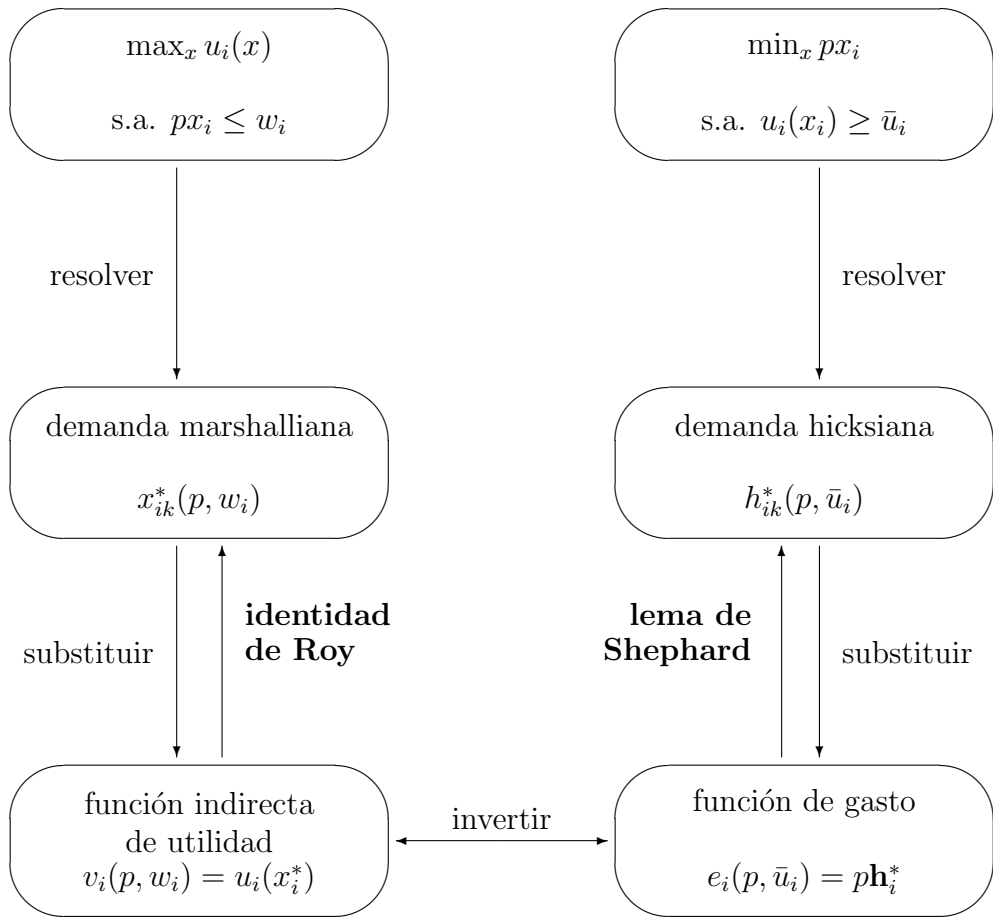 max_x u_i(x)
s.a. px_i ≤ w_i
min_x px_i
s.a. u_i(x_i) ≥ ū_i
resolver
resolver
demanda marshalliana
x*_{ik}(p, w_i)
demanda hicksiana
h*_{ik}(p, ū_i)
substituir
identidad
de Roy
lema de
Shephard
substituir
función indirecta
de utilidad
v_i(p, w_i) = u_i(x*_i)
invertir
función de gasto
e_i(p, ū_i) = p𝐡*_i